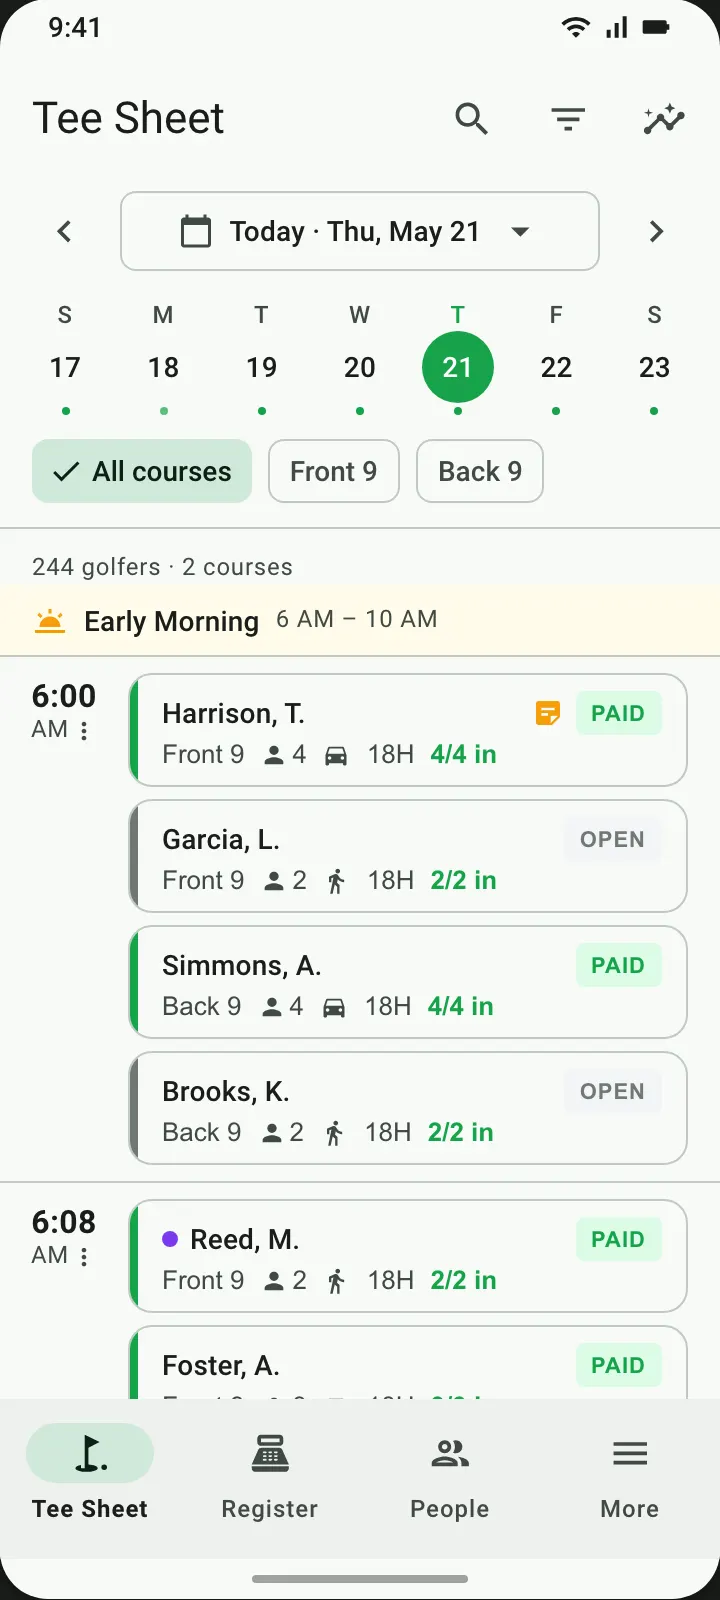 9:41
Tee Sheet
Today · Thu, May 21
S M T W T F S
17 18 19 20 21 22 23
All courses Front 9 Back 9
244 golfers · 2 courses
Early Morning 6 AM – 10 AM
6:00
AM
Harrison, T. PAID
Front 9 4 18H 4/4 in
Garcia, L. OPEN
Front 9 2 18H 2/2 in
Simmons, A. PAID
Back 9 4 18H 4/4 in
Brooks, K. OPEN
Back 9 2 18H 2/2 in
6:08
AM
Reed, M. PAID
Front 9 2 18H 2/2 in
Foster, A. PAID
Tee Sheet Register People More